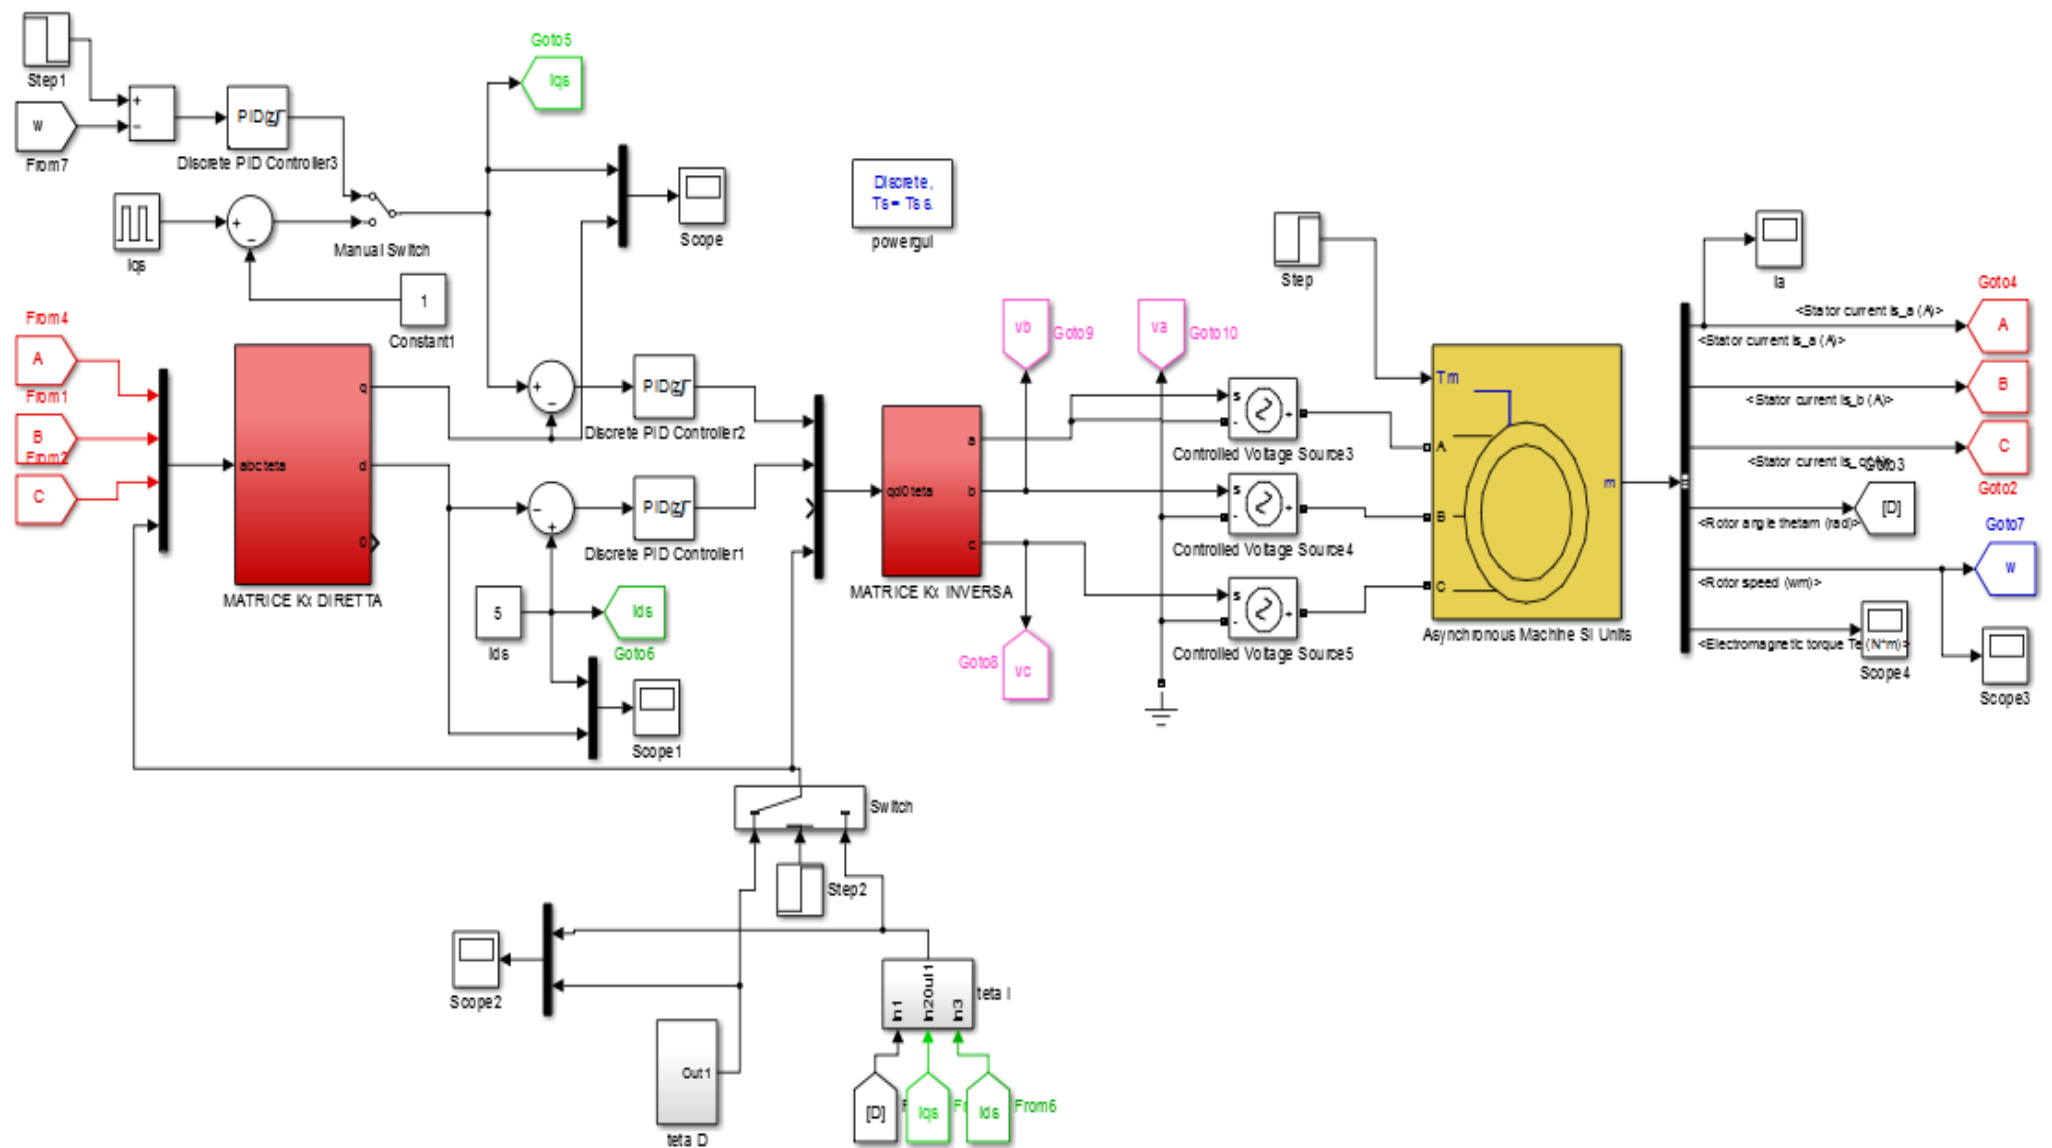 Step1
+
−
w
From7
PID(z)
Discrete PID Controller3
Iqs
+
−
Manual Switch
1
Constant1
Goto5
Iqs
Scope
Discrete,
Ts = Ts s.
powergui
From4
A
From1
B
From2
C
abcteta
q
d
0
MATRICE Kx DIRETTA
+
−
PID(z)
Discrete PID Controller2
−
+
PID(z)
Discrete PID Controller1
5
Ids
Ids
Goto6
Scope1
qd0teta
a
b
c
MATRICE Kx INVERSA
vb
Goto9
va
Goto10
Goto8
vc
s
-
+
Controlled Voltage Source3
s
-
+
Controlled Voltage Source4
s
-
+
Controlled Voltage Source5
Step
Tm
A
B
C
m
Asynchronous Machine SI Units
Ia
Goto4
<Stator current is_a (A)>
A
<Stator current is_a (A)>
B
<Stator current is_b (A)>
C
<Stator current is_c (A)>
Goto3
Goto2
[D]
<Rotor angle thetam (rad)>
Goto7
w
<Rotor speed (wm)>
<Electromagnetic torque Te (N*m)>
Scope4
Scope3
Switch
Step2
Scope2
In1
In2
Out1
In3
teta I
Out1
teta D
[D]
Iqs
Ids
From6